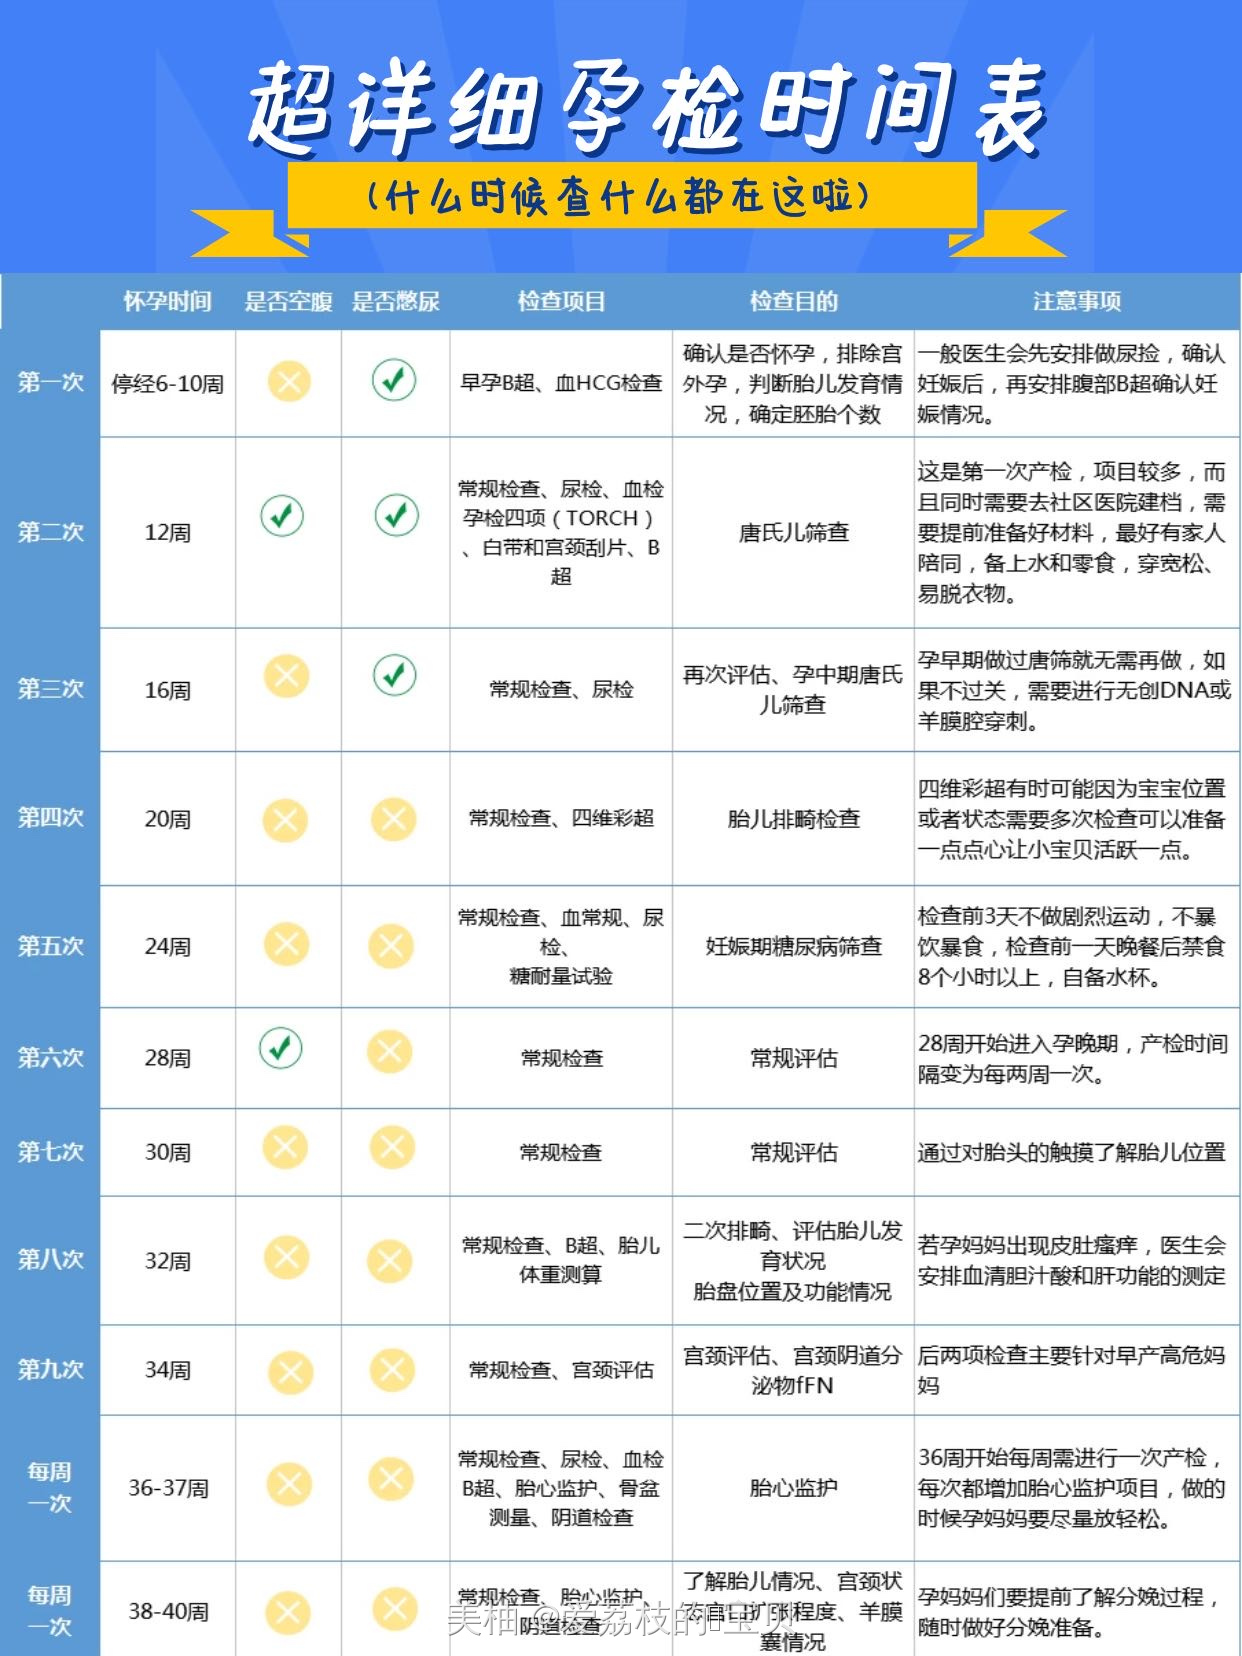 超详细孕检时间表
(什么时候查什么都在这啦)
怀孕时间 是否空腹 是否憋尿 检查项目 检查目的 注意事项
第一次
停经6-10周
早孕B超、血HCG检查
确认是否怀孕，排除宫
外孕，判断胎儿发育情
况，确定胚胎个数
一般医生会先安排做尿捡，确认
妊娠后，再安排腹部B超确认妊
娠情况。
第二次
12周
常规检查、尿检、血检
孕检四项（TORCH）
、白带和宫颈刮片、B
超
唐氏儿筛查
这是第一次产检，项目较多，而
且同时需要去社区医院建档，需
要提前准备好材料，最好有家人
陪同，备上水和零食，穿宽松、
易脱衣物。
第三次
16周
常规检查、尿检
再次评估、孕中期唐氏
儿筛查
孕早期做过唐筛就无需再做，如
果不过关，需要进行无创DNA或
羊膜腔穿刺。
第四次
20周
常规检查、四维彩超
胎儿排畸检查
四维彩超有时可能因为宝宝位置
或者状态需要多次检查可以准备
一点点心让小宝贝活跃一点。
第五次
24周
常规检查、血常规、尿
检、
糖耐量试验
妊娠期糖尿病筛查
检查前3天不做剧烈运动，不暴
饮暴食，检查前一天晚餐后禁食
8个小时以上，自备水杯。
第六次
28周
常规检查
常规评估
28周开始进入孕晚期，产检时间
隔变为每两周一次。
第七次
30周
常规检查
常规评估
通过对胎头的触摸了解胎儿位置
第八次
32周
常规检查、B超、胎儿
体重测算
二次排畸、评估胎儿发
育状况
胎盘位置及功能情况
若孕妈妈出现皮肚瘙痒，医生会
安排血清胆汁酸和肝功能的测定
第九次
34周
常规检查、宫颈评估
宫颈评估、宫颈阴道分
泌物fFN
后两项检查主要针对早产高危妈
妈
每周
一次
36-37周
常规检查、尿检、血检
B超、胎心监护、骨盆
测量、阴道检查
胎心监护
36周开始每周需进行一次产检，
每次都增加胎心监护项目，做的
时候孕妈妈要尽量放轻松。
每周
一次
38-40周
常规检查、胎心监护、
阴道检查
了解胎儿情况、宫颈状
态宫口扩张程度、羊膜
囊情况
孕妈妈们要提前了解分娩过程，
随时做好分娩准备。
美柚 @爱荔枝的宝贝